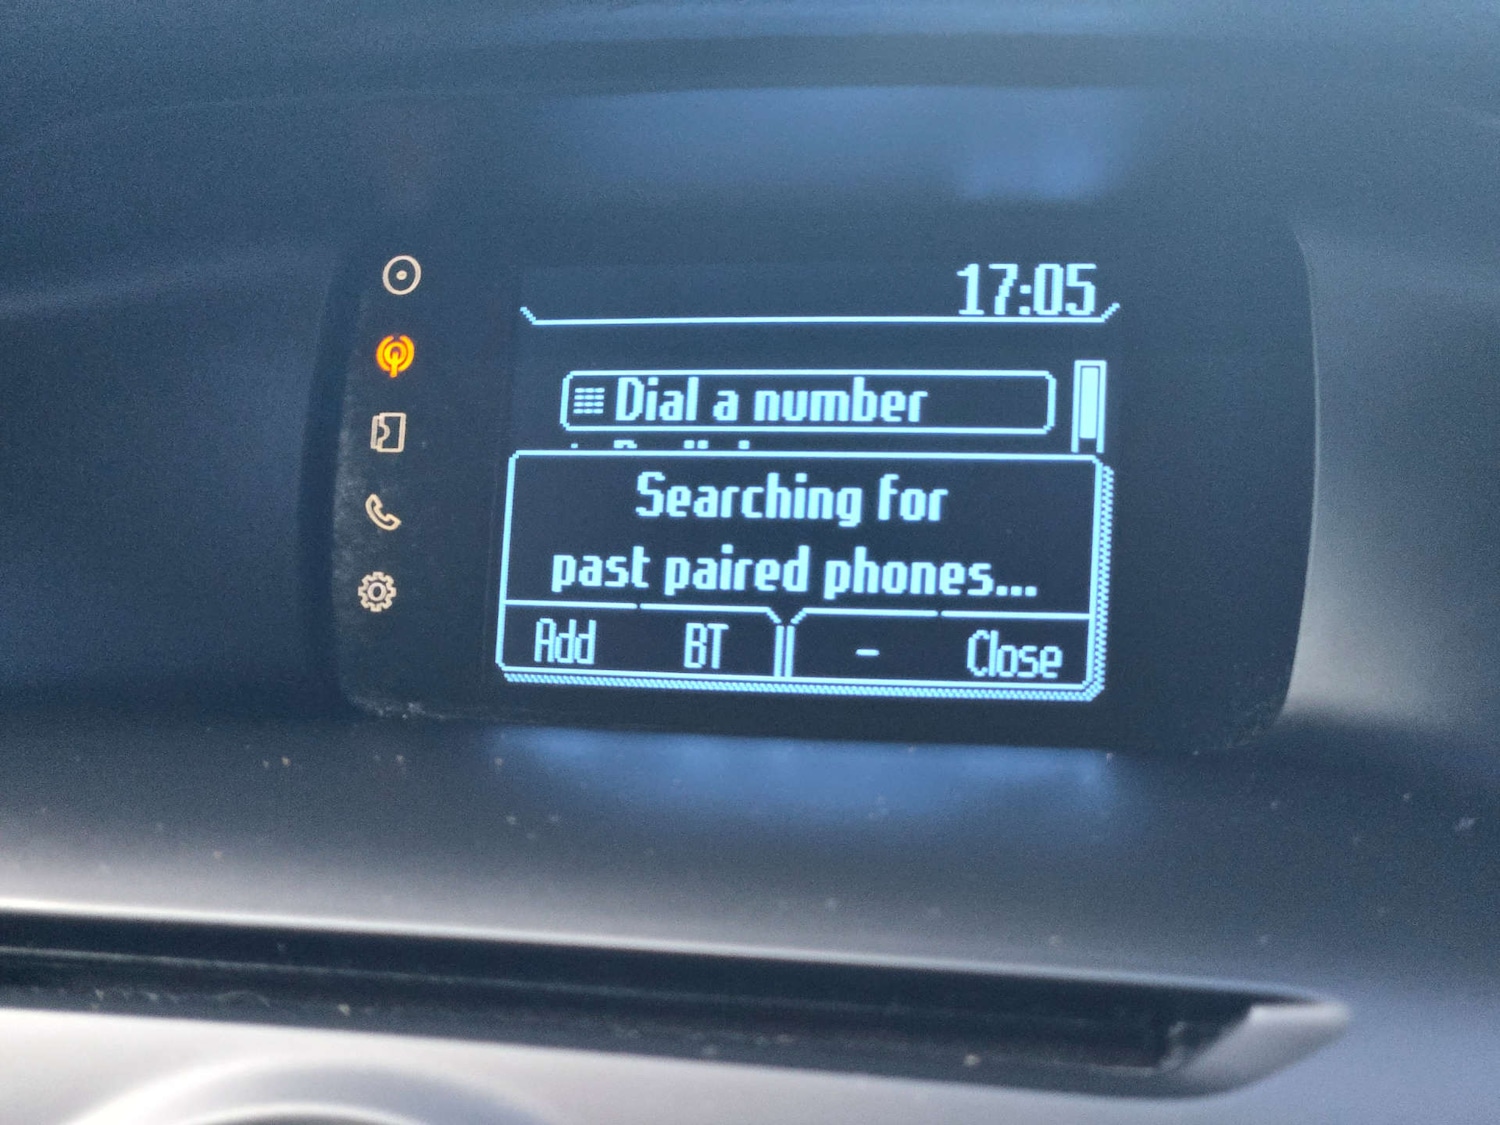 17:05
Dial a number
Searching for
past paired phones...
Add BT - Close